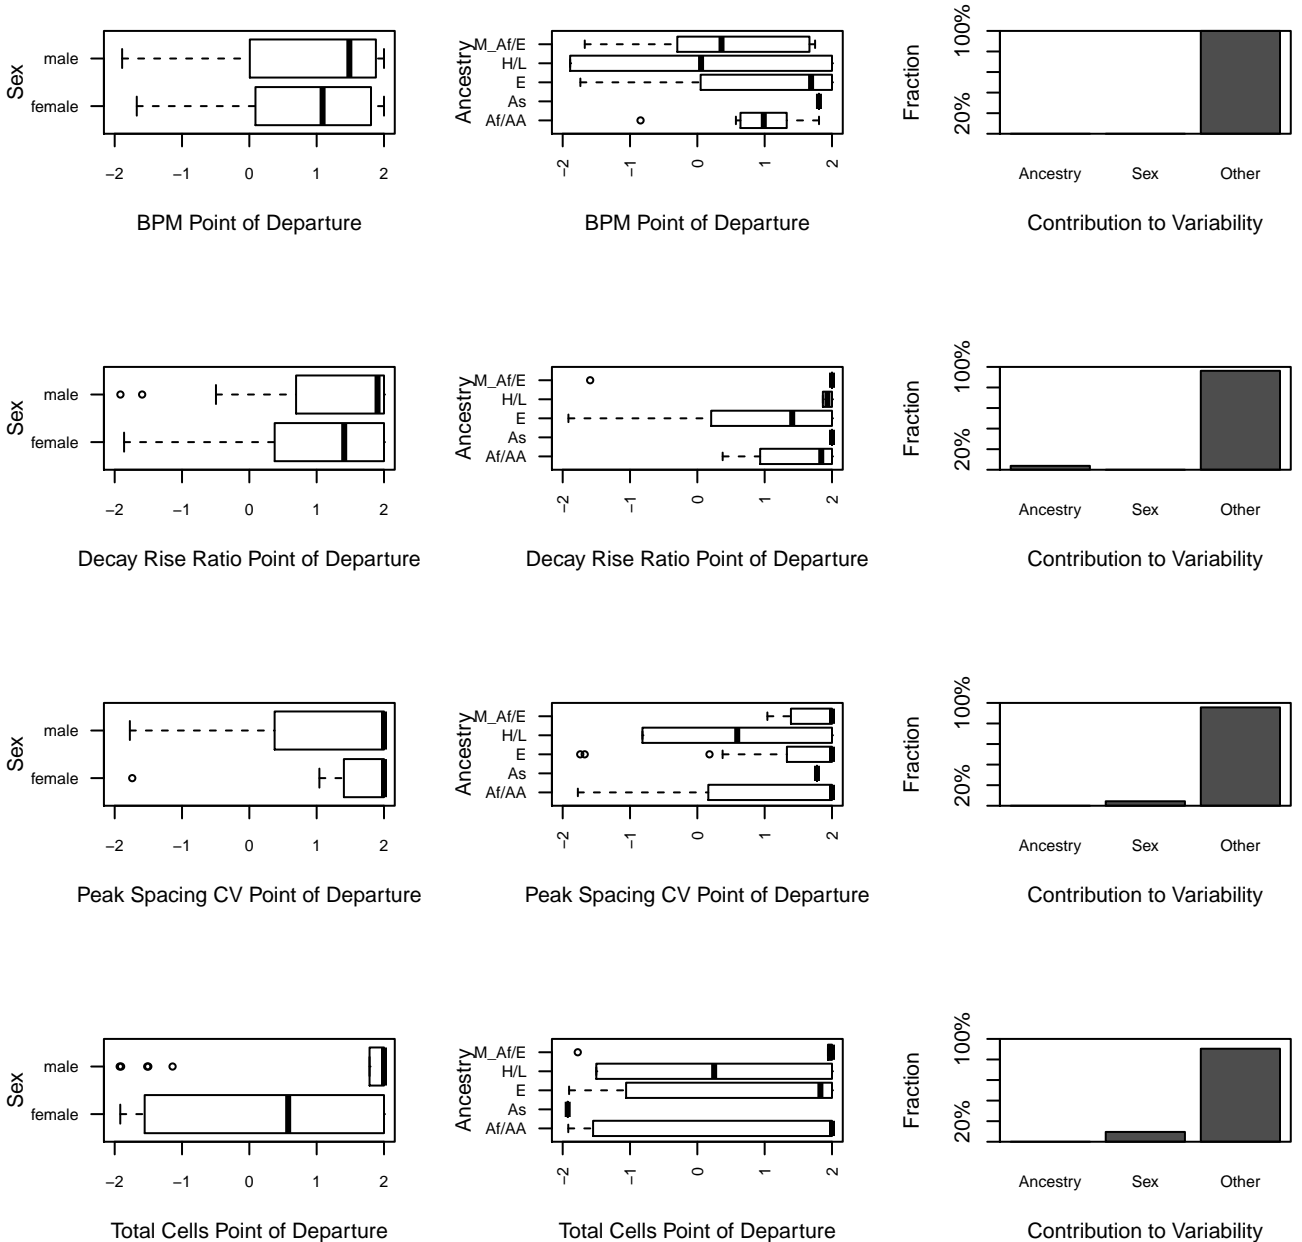 Sex
male
female
−2 −1 0 1 2
BPM Point of Departure
Ancestry
M_Af/E
H/L
E
As
Af/AA
−2 −1 0 1 2
BPM Point of Departure
Fraction
100%
20%
Ancestry Sex Other
Contribution to Variability
Sex
male
female
−2 −1 0 1 2
Decay Rise Ratio Point of Departure
Ancestry
M_Af/E
H/L
E
As
Af/AA
−2 −1 0 1 2
Decay Rise Ratio Point of Departure
Fraction
100%
20%
Ancestry Sex Other
Contribution to Variability
Sex
male
female
−2 −1 0 1 2
Peak Spacing CV Point of Departure
Ancestry
M_Af/E
H/L
E
As
Af/AA
−2 −1 0 1 2
Peak Spacing CV Point of Departure
Fraction
100%
20%
Ancestry Sex Other
Contribution to Variability
Sex
male
female
−2 −1 0 1 2
Total Cells Point of Departure
Ancestry
M_Af/E
H/L
E
As
Af/AA
−2 −1 0 1 2
Total Cells Point of Departure
Fraction
100%
20%
Ancestry Sex Other
Contribution to Variability